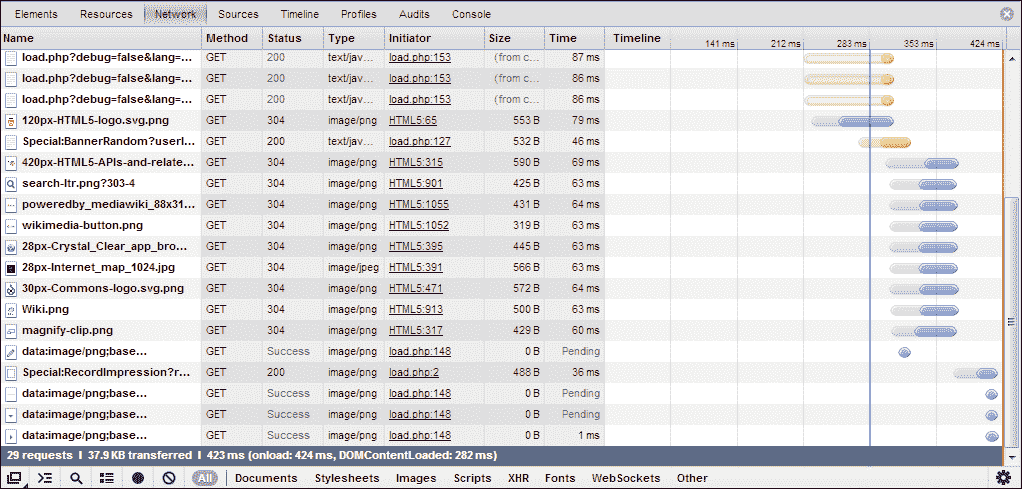 Elements Resources Network Sources Timeline Profiles Audits Console
Name Method Status Type Initiator Size Time Timeline 141 ms 212 ms 283 ms 353 ms 424 ms
load.php?debug=false&lang=... GET 200 text/jav... load.php:153 (from c... 87 ms
load.php?debug=false&lang=... GET 200 text/jav... load.php:153 (from c... 86 ms
load.php?debug=false&lang=... GET 200 text/jav... load.php:153 (from c... 86 ms
120px-HTML5-logo.svg.png GET 304 image/png HTML5:65 553 B 79 ms
Special:BannerRandom?userl... GET 200 text/jav... load.php:127 532 B 46 ms
420px-HTML5-APIs-and-relate... GET 304 image/png HTML5:315 590 B 69 ms
search-ltr.png?303-4 GET 304 image/png HTML5:901 425 B 63 ms
poweredby_mediawiki_88x31... GET 304 image/png HTML5:1055 431 B 64 ms
wikimedia-button.png GET 304 image/png HTML5:1052 319 B 63 ms
28px-Crystal_Clear_app_bro... GET 304 image/png HTML5:395 445 B 63 ms
28px-Internet_map_1024.jpg GET 304 image/jpeg HTML5:391 566 B 63 ms
30px-Commons-logo.svg.png GET 304 image/png HTML5:471 572 B 64 ms
Wiki.png GET 304 image/png HTML5:913 500 B 63 ms
magnify-clip.png GET 304 image/png HTML5:317 429 B 60 ms
data:image/png;base... GET Success image/png load.php:148 0 B Pending
Special:RecordImpression?r... GET 200 image/png load.php:2 488 B 36 ms
data:image/png;base... GET Success image/png load.php:148 0 B Pending
data:image/png;base... GET Success image/png load.php:148 0 B Pending
data:image/png;base... GET Success image/png load.php:148 0 B 1 ms
29 requests | 37.9 KB transferred | 423 ms (onload: 424 ms, DOMContentLoaded: 282 ms)
All Documents Stylesheets Images Scripts XHR Fonts WebSockets Other